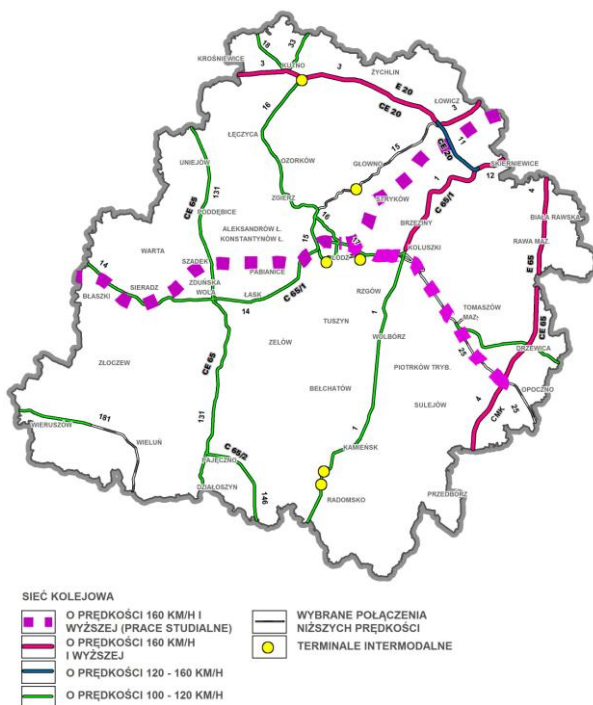 18
33
KROŚNIEWICE
KUTNO
3
3
ŻYCHLIN
E 20
CE 20
ŁOWICZ
3
16
ŁĘCZYCA
11
CE 20
15
GŁOWNO
SKIERNIEWICE
12
UNIEJÓW
OZORKÓW
1
131
CE 65
ZGIERZ
STRYKÓW
C 65/1
4
PODDĘBICE
16
BRZEZINY
BIAŁA RAWSKA
ALEKSANDRÓW Ł.
KONSTANTYNÓW Ł.
15
17
RAWA MAZ.
WARTA
KOLUSZKI
ŁÓDŹ
14
SZADEK
PABIANICE
E 65
ZDUŃSKA
WOLA
RZGÓW
BŁASZKI
SIERADZ
ŁASK
C 65/1
14
TOMASZÓW
MAZ.
CE 65
TUSZYN
1
WOLBÓRZ
25
DRZEWICA
ZELÓW
ZŁOCZEW
CE 65
PIOTRKÓW TRYB.
BEŁCHATÓW
OPOCZNO
SULEJÓW
4
CMK
25
131
181
WIERUSZÓW
WIELUŃ
1
C 65/2
KAMIEŃSK
PAJĘCZNO
DZIAŁOSZYN
146
RADOMSKO
PRZEDBÓRZ
SIEĆ KOLEJOWA
O PRĘDKOŚCI 160 KM/H I
WYŻSZEJ (PRACE STUDIALNE)
O PRĘDKOŚCI 160 KM/H
I WYŻSZEJ
O PRĘDKOŚCI 120 - 160 KM/H
O PRĘDKOŚCI 100 - 120 KM/H
WYBRANE POŁĄCZENIA
NIŻSZYCH PRĘDKOŚCI
TERMINALE INTERMODALNE